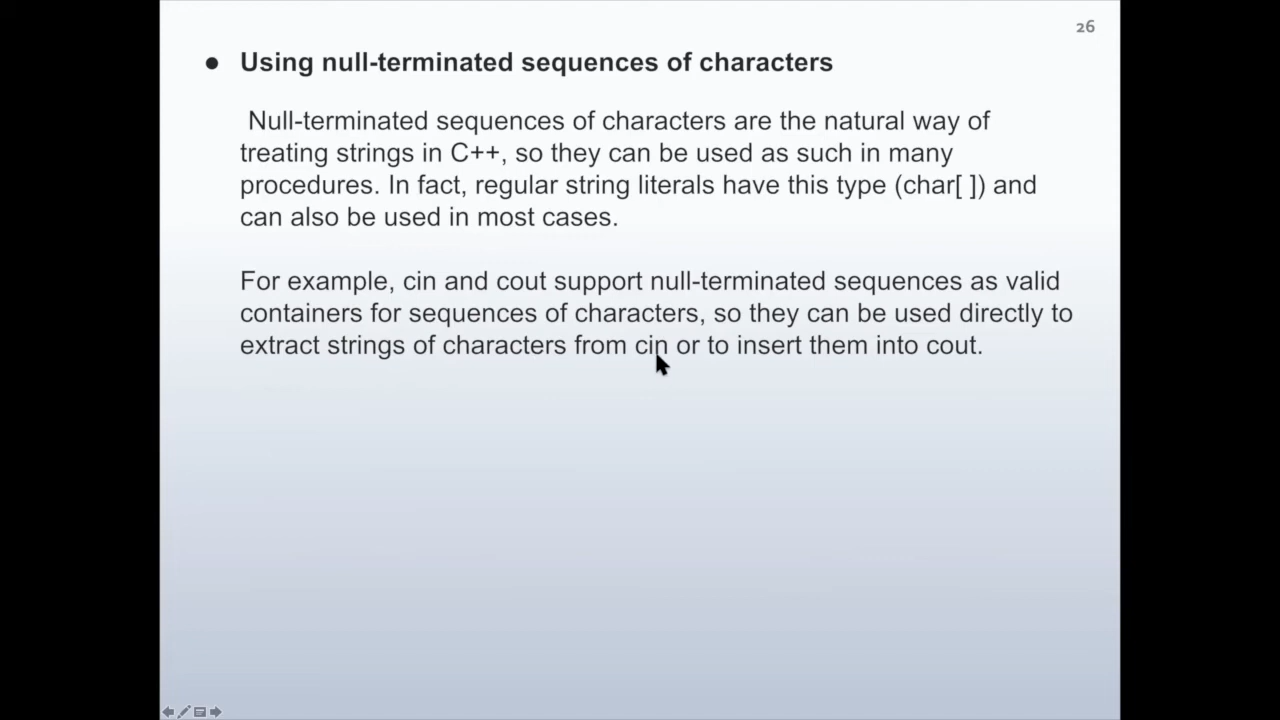 26
● Using null-terminated sequences of characters
Null-terminated sequences of characters are the natural way of
treating strings in C++, so they can be used as such in many
procedures. In fact, regular string literals have this type (char[ ]) and
can also be used in most cases.
For example, cin and cout support null-terminated sequences as valid
containers for sequences of characters, so they can be used directly to
extract strings of characters from cin or to insert them into cout.